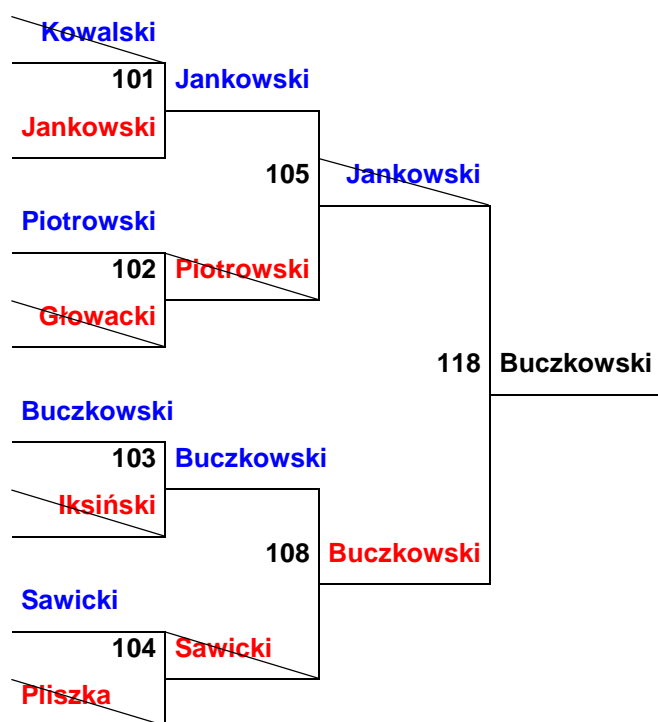 Kowalski
101 Jankowski
Jankowski
105 Jankowski
Piotrowski
102 Piotrowski
Głowacki
118 Buczkowski
Buczkowski
103 Buczkowski
Iksiński
108 Buczkowski
Sawicki
104 Sawicki
Pliszka